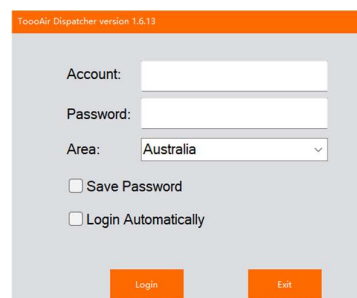 ToooAir Dispatcher version 1.6.13
Account:
Password:
Area: Australia
Save Password
Login Automatically
Login Exit